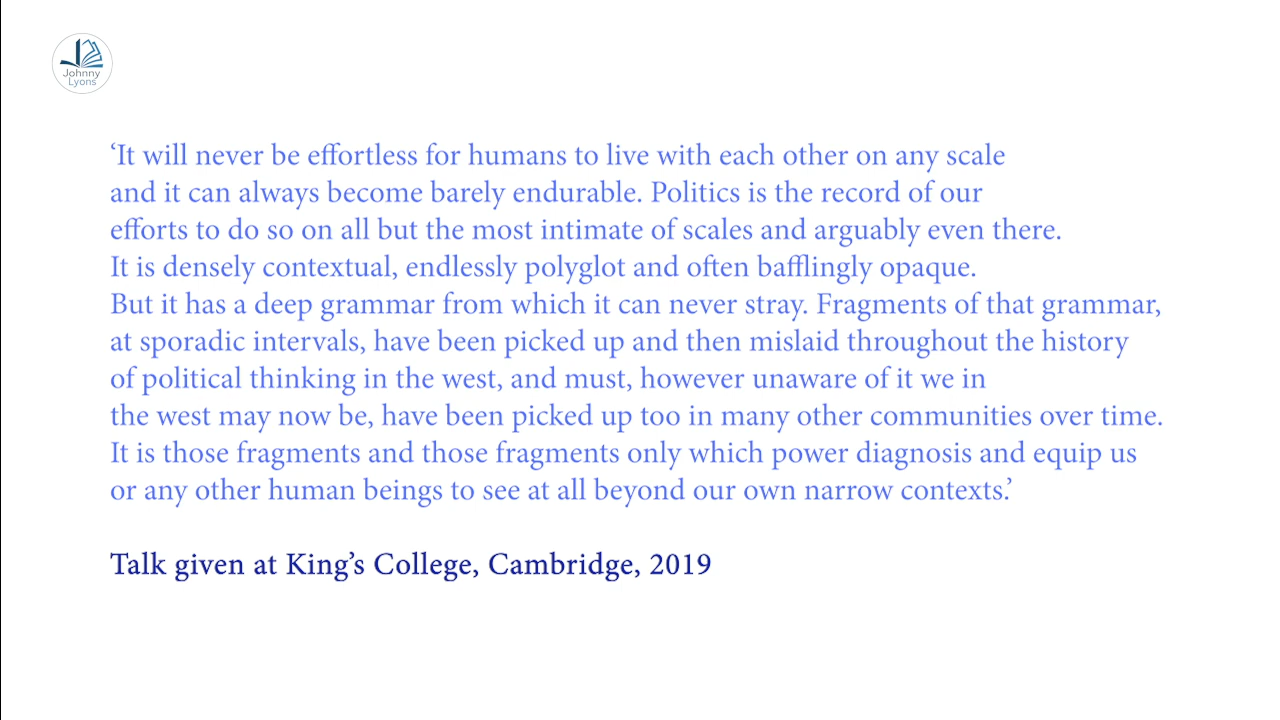 Johnny
Lyons
‘It will never be effortless for humans to live with each other on any scale
and it can always become barely endurable. Politics is the record of our
efforts to do so on all but the most intimate of scales and arguably even there.
It is densely contextual, endlessly polyglot and often bafflingly opaque.
But it has a deep grammar from which it can never stray. Fragments of that grammar,
at sporadic intervals, have been picked up and then mislaid throughout the history
of political thinking in the west, and must, however unaware of it we in
the west may now be, have been picked up too in many other communities over time.
It is those fragments and those fragments only which power diagnosis and equip us
or any other human beings to see at all beyond our own narrow contexts.’
Talk given at King’s College, Cambridge, 2019